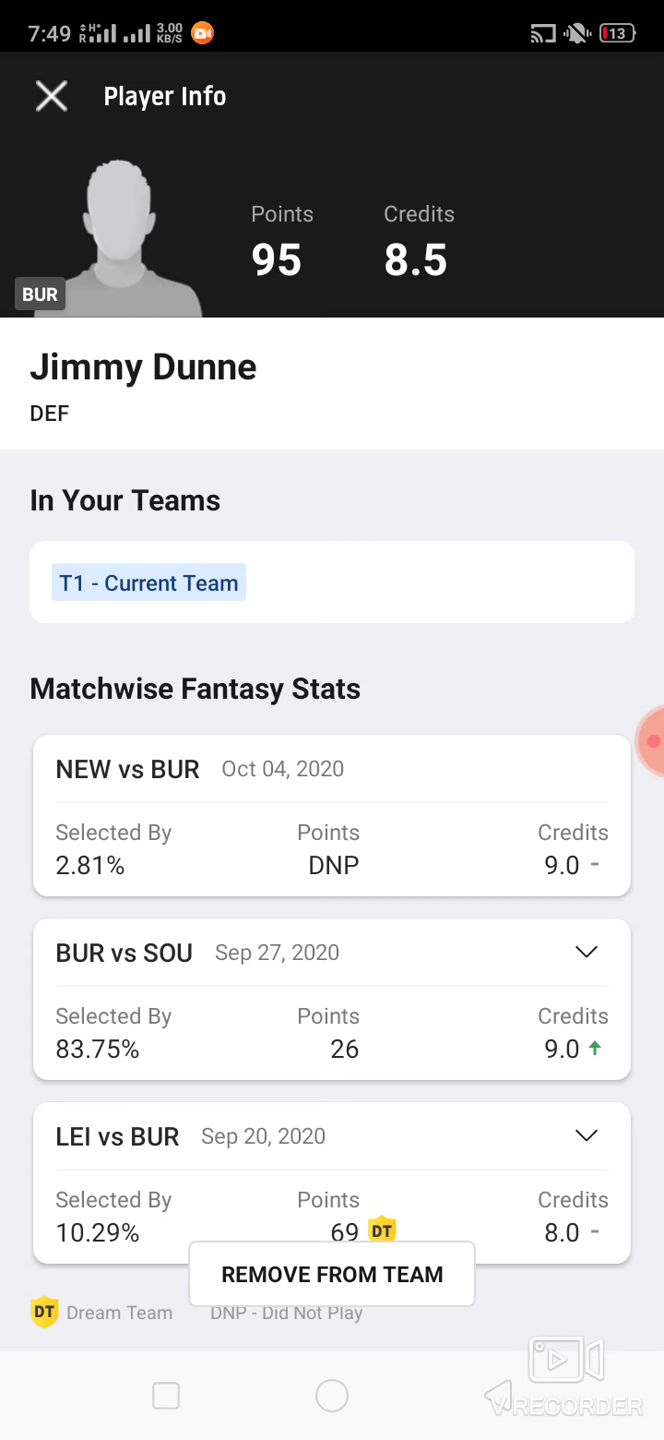 7:49 R H+ 3.00 KB/S 13
Player Info
Points Credits
95 8.5
BUR
Jimmy Dunne
DEF
In Your Teams
T1 - Current Team
Matchwise Fantasy Stats
NEW vs BUR Oct 04, 2020
Selected By Points Credits
2.81% DNP 9.0 -
BUR vs SOU Sep 27, 2020
Selected By Points Credits
83.75% 26 9.0
LEI vs BUR Sep 20, 2020
Selected By Points Credits
10.29% 69 DT 8.0 -
REMOVE FROM TEAM
DT Dream Team DNP - Did Not Play
VRECORDER